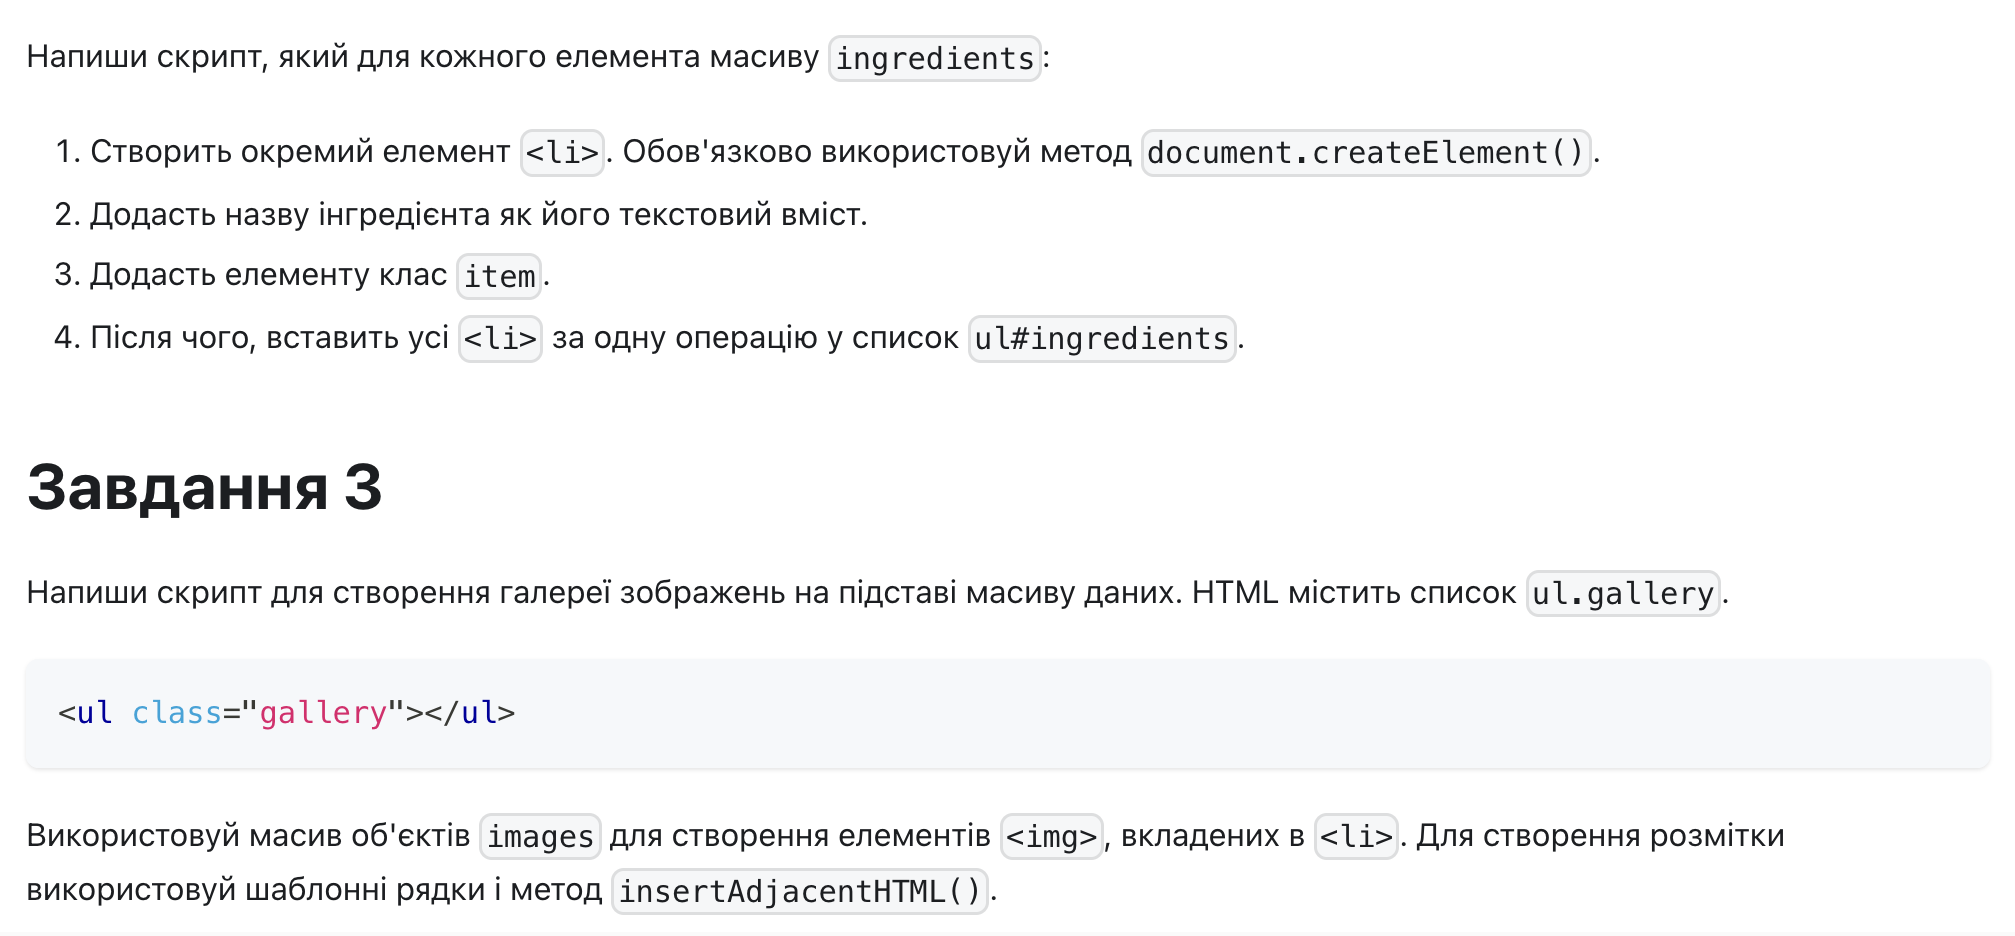 Напиши скрипт, який для кожного елемента масиву ingredients:
1. Створить окремий елемент <li>. Обов'язково використовуй метод document.createElement().
2. Додасть назву інгредієнта як його текстовий вміст.
3. Додасть елементу клас item.
4. Після чого, вставить усі <li> за одну операцію у список ul#ingredients.
Завдання 3
Напиши скрипт для створення галереї зображень на підставі масиву даних. HTML містить список ul.gallery.
<ul class="gallery"></ul>
Використовуй масив об'єктів images для створення елементів <img>, вкладених в <li>. Для створення розмітки
використовуй шаблонні рядки і метод insertAdjacentHTML().